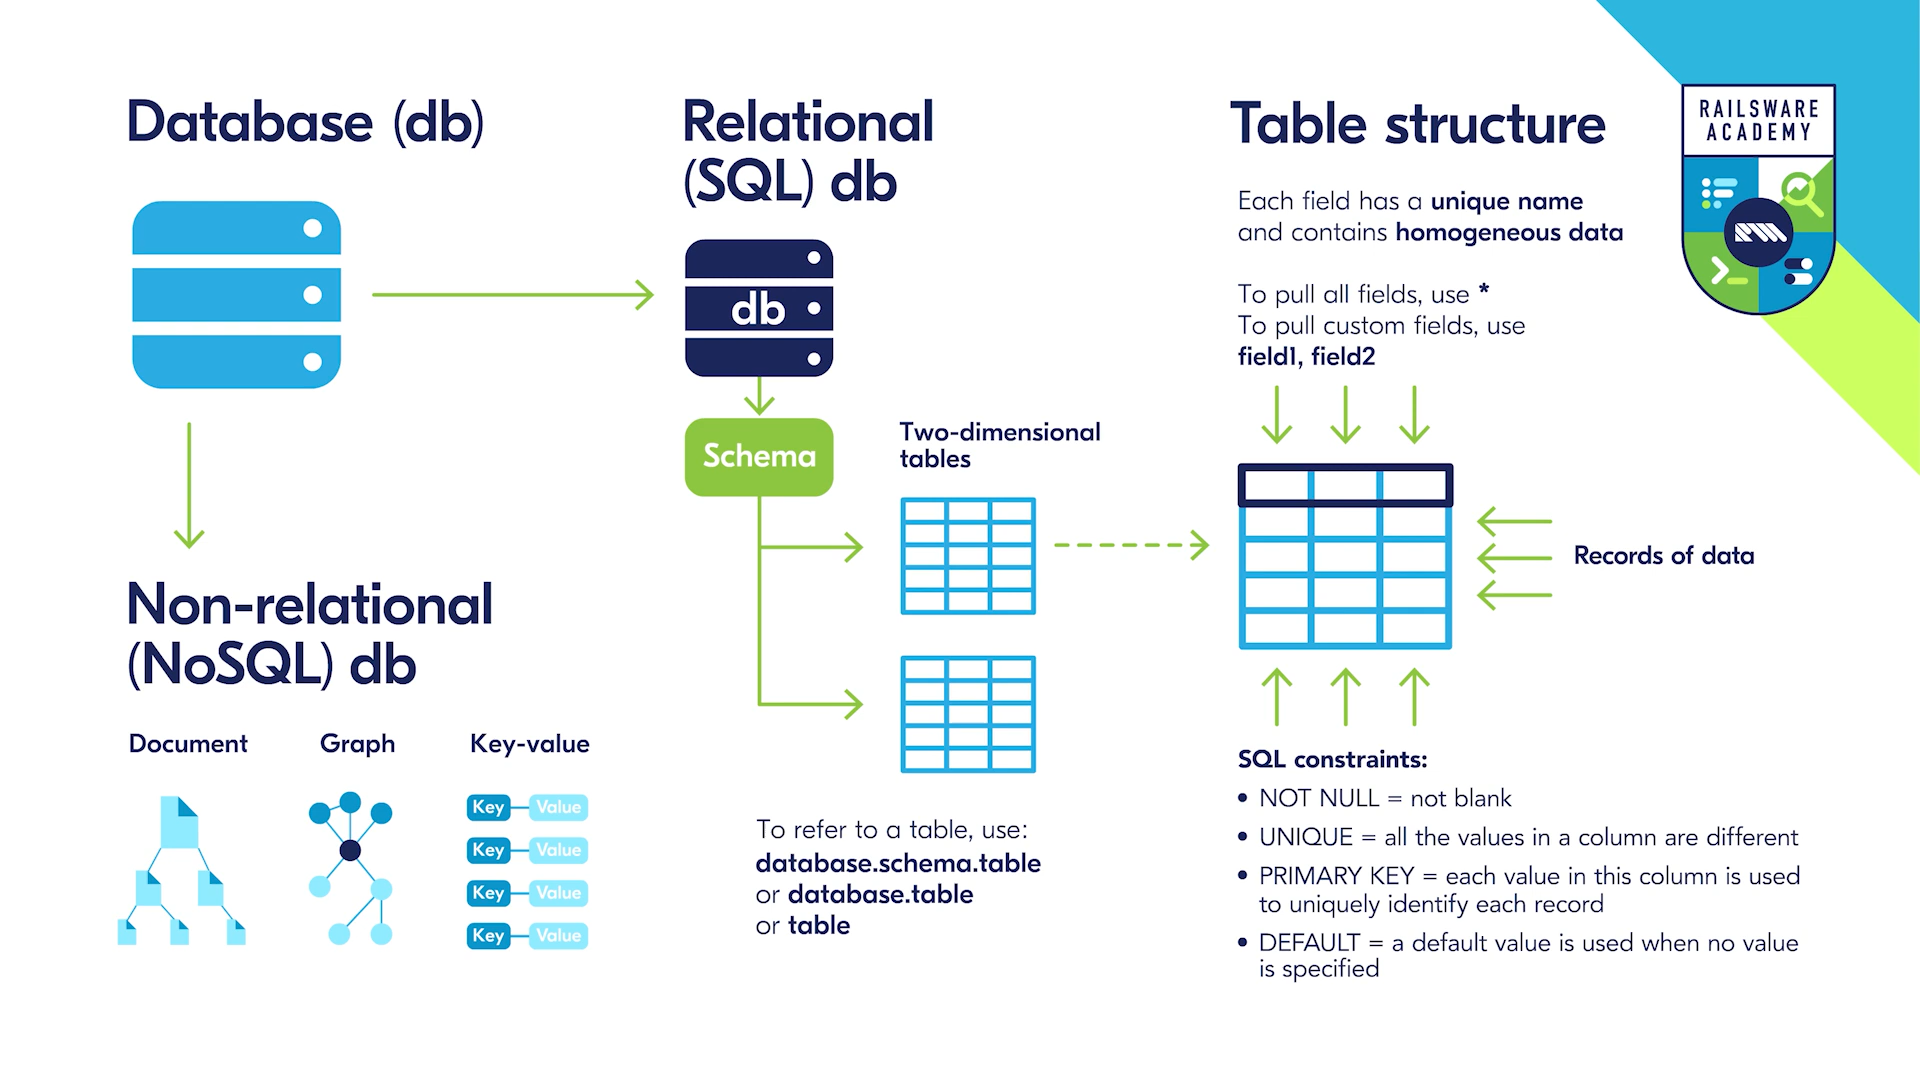 Database (db)
Non-relational
(NoSQL) db
Document
Graph
Key-value
Key Value
Key Value
Key Value
Key Value
Relational
(SQL) db
db
Schema
Two-dimensional
tables
To refer to a table, use:
database.schema.table
or database.table
or table
Table structure
Each field has a unique name
and contains homogeneous data
To pull all fields, use *
To pull custom fields, use
field1, field2
Records of data
SQL constraints:
• NOT NULL = not blank
• UNIQUE = all the values in a column are different
• PRIMARY KEY = each value in this column is used
to uniquely identify each record
• DEFAULT = a default value is used when no value
is specified
RAILSWARE
ACADEMY